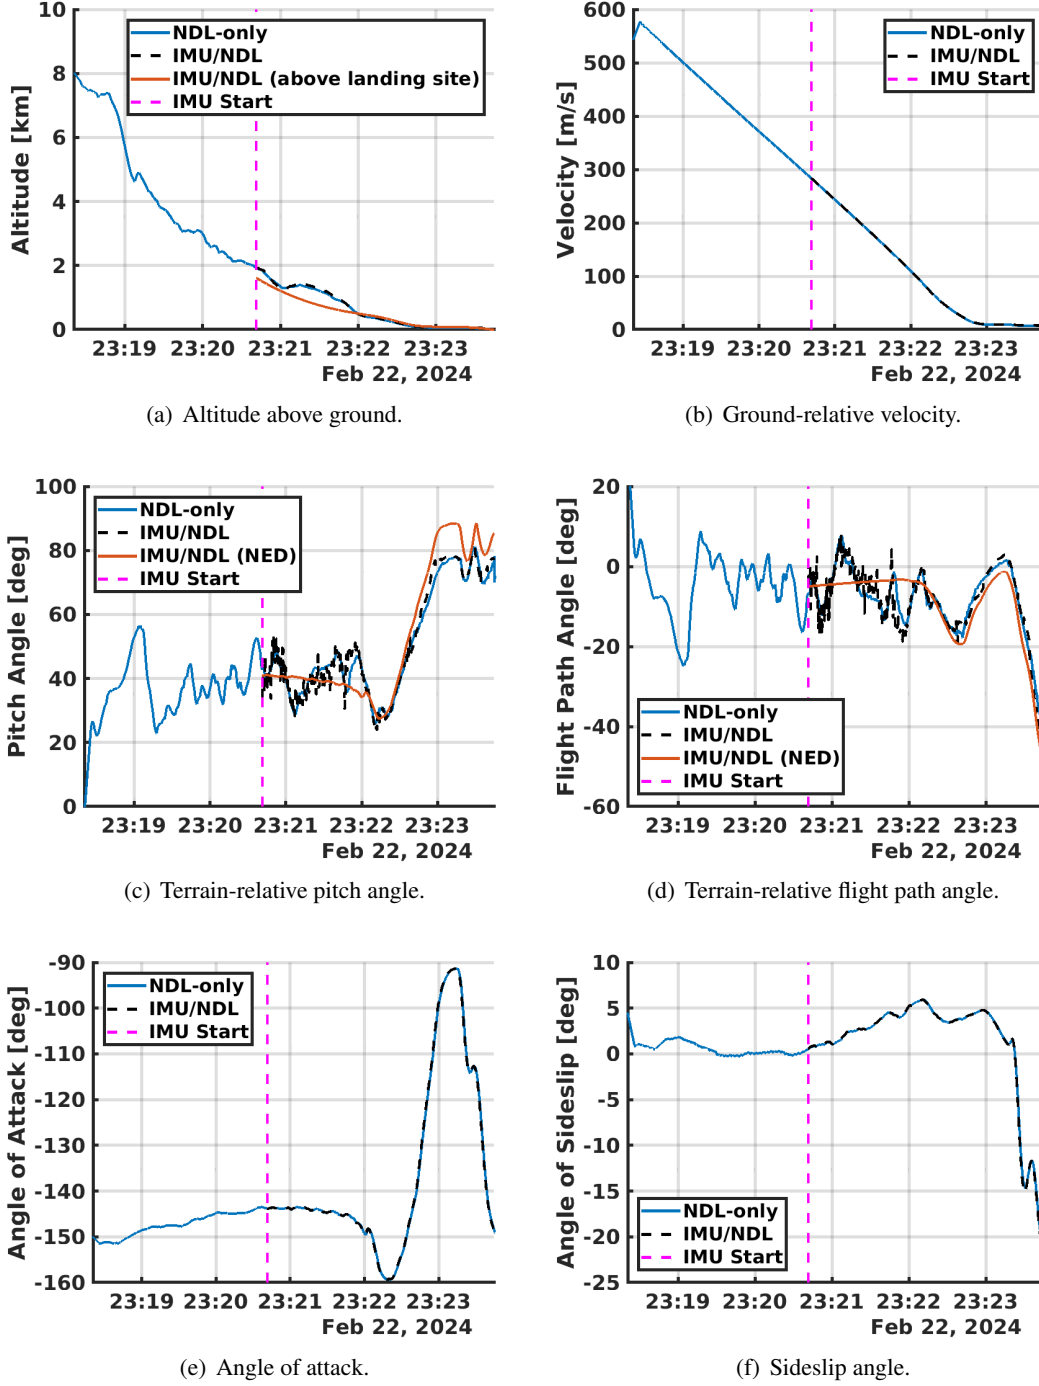 10
8
6
4
2
0
Altitude [km]
NDL-only
IMU/NDL
IMU/NDL (above landing site)
IMU Start
23:19 23:20 23:21 23:22 23:23
Feb 22, 2024
(a) Altitude above ground.
600
500
400
300
200
100
0
Velocity [m/s]
NDL-only
IMU/NDL
IMU Start
23:19 23:20 23:21 23:22 23:23
Feb 22, 2024
(b) Ground-relative velocity.
100
80
60
40
20
0
Pitch Angle [deg]
NDL-only
IMU/NDL
IMU/NDL (NED)
IMU Start
23:19 23:20 23:21 23:22 23:23
Feb 22, 2024
(c) Terrain-relative pitch angle.
20
0
-20
-40
-60
Flight Path Angle [deg]
NDL-only
IMU/NDL
IMU/NDL (NED)
IMU Start
23:19 23:20 23:21 23:22 23:23
Feb 22, 2024
(d) Terrain-relative flight path angle.
-90
-100
-110
-120
-130
-140
-150
-160
Angle of Attack [deg]
NDL-only
IMU/NDL
IMU Start
23:19 23:20 23:21 23:22 23:23
Feb 22, 2024
(e) Angle of attack.
10
5
0
-5
-10
-15
-20
-25
Angle of Sideslip [deg]
NDL-only
IMU/NDL
IMU Start
23:19 23:20 23:21 23:22 23:23
Feb 22, 2024
(f) Sideslip angle.